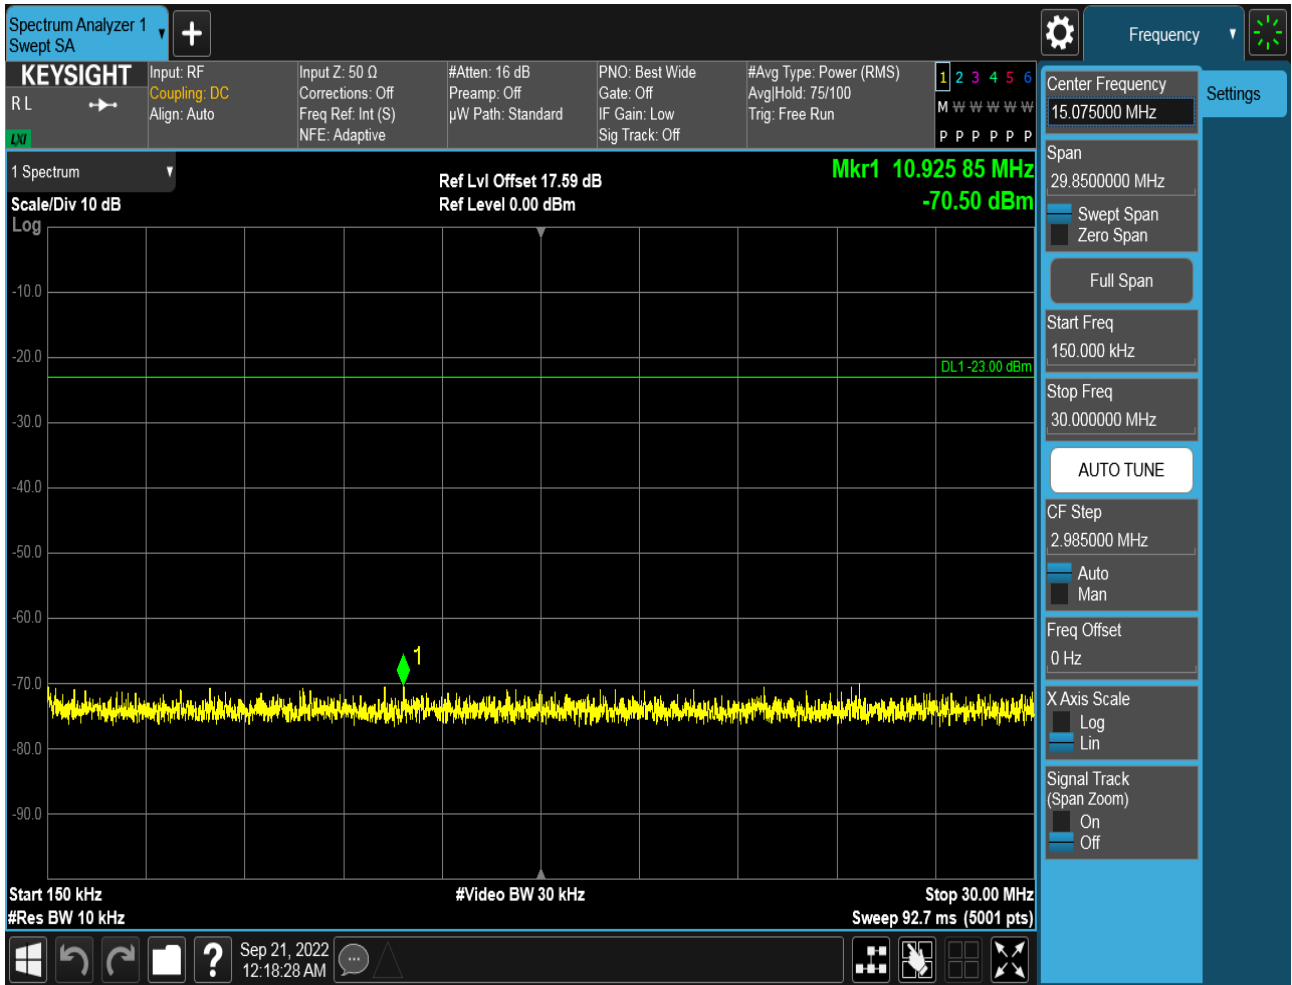 Spectrum Analyzer 1
Swept SA
Frequency
KEYSIGHT
R L
LXI
Input: RF
Coupling: DC
Align: Auto
Input Z: 50 Ω
Corrections: Off
Freq Ref: Int (S)
NFE: Adaptive
#Atten: 16 dB
Preamp: Off
µW Path: Standard
PNO: Best Wide
Gate: Off
IF Gain: Low
Sig Track: Off
#Avg Type: Power (RMS)
Avg|Hold: 75/100
Trig: Free Run
1 2 3 4 5 6
M W W W W W
P P P P P P
1 Spectrum
Scale/Div 10 dB
Log
Ref Lvl Offset 17.59 dB
Ref Level 0.00 dBm
Mkr1 10.925 85 MHz
-70.50 dBm
-10.0
-20.0
DL1 -23.00 dBm
-30.0
-40.0
-50.0
-60.0
1
-70.0
-80.0
-90.0
Start 150 kHz
#Video BW 30 kHz
Stop 30.00 MHz
#Res BW 10 kHz
Sweep 92.7 ms (5001 pts)
?
Sep 21, 2022
12:18:28 AM
Center Frequency
15.075000 MHz
Settings
Span
29.8500000 MHz
Swept Span
Zero Span
Full Span
Start Freq
150.000 kHz
Stop Freq
30.000000 MHz
AUTO TUNE
CF Step
2.985000 MHz
Auto
Man
Freq Offset
0 Hz
X Axis Scale
Log
Lin
Signal Track
(Span Zoom)
On
Off